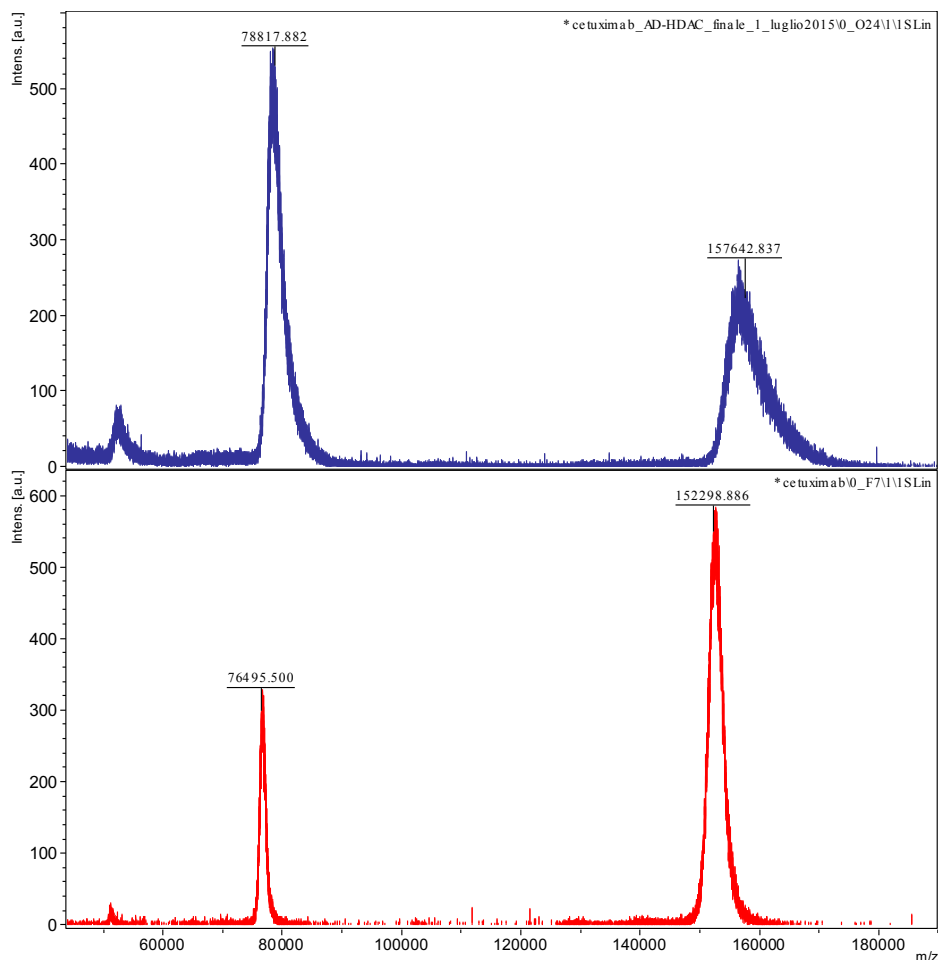 * cetuximab_AD-HDAC_finale_1_luglio2015\0_O24\1\1SLin
Intens. [a.u.]
78817.882
157642.837
500
400
300
200
100
0
* cetuximab\0_F7\1\1SLin
Intens. [a.u.]
152298.886
76495.500
600
500
400
300
200
100
0
60000 80000 100000 120000 140000 160000 180000
m/z